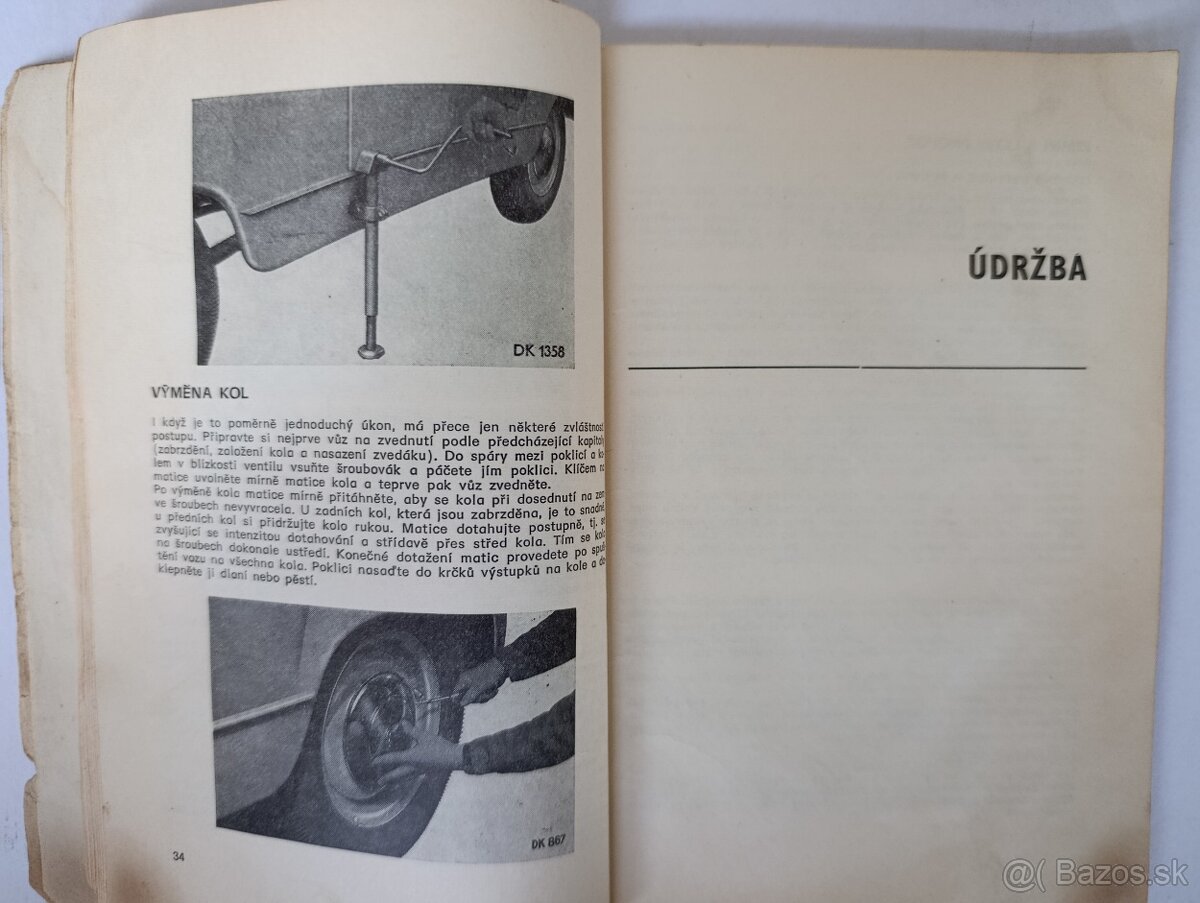 DK 1358
VÝMĚNA KOL
I když je to poměrně jednoduchý úkon, má přece jen některé zvláštnost
postupu. Připravte si nejprve vůz na zvednutí podle předcházející kapitoly
(zabrzdění, založení kola a nasazení zvedáku). Do spáry mezi poklicí a ko-
lem v blízkosti ventilu vsuňte šroubovák a páčete jím poklici. Klíčem na
matice uvolněte mírně matice kola a teprve pak vůz zvedněte.
Po výměně kola matice mírně přitáhněte, aby se kola při dosednutí na zem
ve šroubech nevyvracela. U zadních kol, která jsou zabrzděna, je to snadné,
u předních kol si přidržujte kolo rukou. Matice dotahujte postupně, tj. se
zvyšující se intenzitou dotahování a střídavě přes střed kola. Tím se kolo
na šroubech dokonale ustředí. Konečné dotažení matic provedete po spuš-
tění vozu na všechna kola. Poklici nasaďte do krčků výstupků na kole a do-
klepněte ji dlaní nebo pěstí.
DK 867
34
ÚDRŽBA
@( Bazos.sk